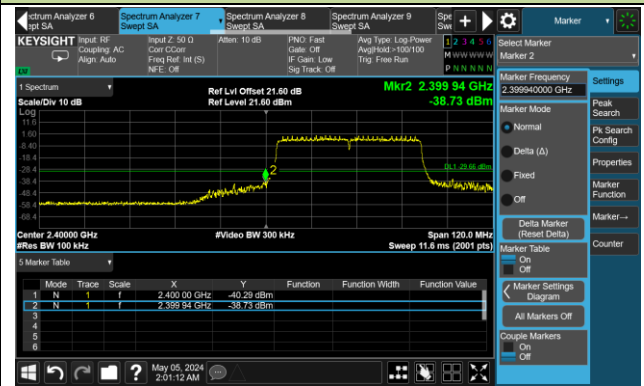 Spectrum Analyzer 6
Swept SA
Spectrum Analyzer 7
Swept SA
Spectrum Analyzer 8
Swept SA
Spectrum Analyzer 9
Swept SA
Spe
Swe
Marker
KEYSIGHT
Input: RF
Coupling: AC
Align: Auto
Input Z: 50 Ω
Corr CCorr
Freq Ref: Int (S)
NFE: Off
Atten: 10 dB
PNO: Fast
Gate: Off
IF Gain: Low
Sig Track: Off
Avg Type: Log-Power
Avg|Hold:>100/100
Trig: Free Run
1 2 3 4 5 6
M W W W W W
P N N N N N
Select Marker
Marker 2
Marker Frequency
2.399940000 GHz
Settings
Peak
Search
Pk Search
Config
Properties
Marker
Function
Marker→
Counter
Marker Mode
Normal
Delta (Δ)
Fixed
Off
Delta Marker
(Reset Delta)
Marker Table
On
Off
Marker Settings
Diagram
All Markers Off
Couple Markers
On
Off
1 Spectrum
Scale/Div 10 dB
Log
Ref Lvl Offset 21.60 dB
Ref Level 21.60 dBm
Mkr2 2.399 94 GHz
-38.73 dBm
11.6
1.60
-8.40
-18.4
-28.4
-38.4
-48.4
-58.4
-68.4
2
DL1 -29.66 dBm
Center 2.40000 GHz
#Res BW 100 kHz
#Video BW 300 kHz
Span 120.0 MHz
Sweep 11.6 ms (2001 pts)
5 Marker Table
Mode Trace Scale X Y Function Function Width Function Value
1 N 1 f 2.400 00 GHz -40.29 dBm
2 N 1 f 2.399 94 GHz -38.73 dBm
3
4
5
6
May 05, 2024
2:01:12 AM